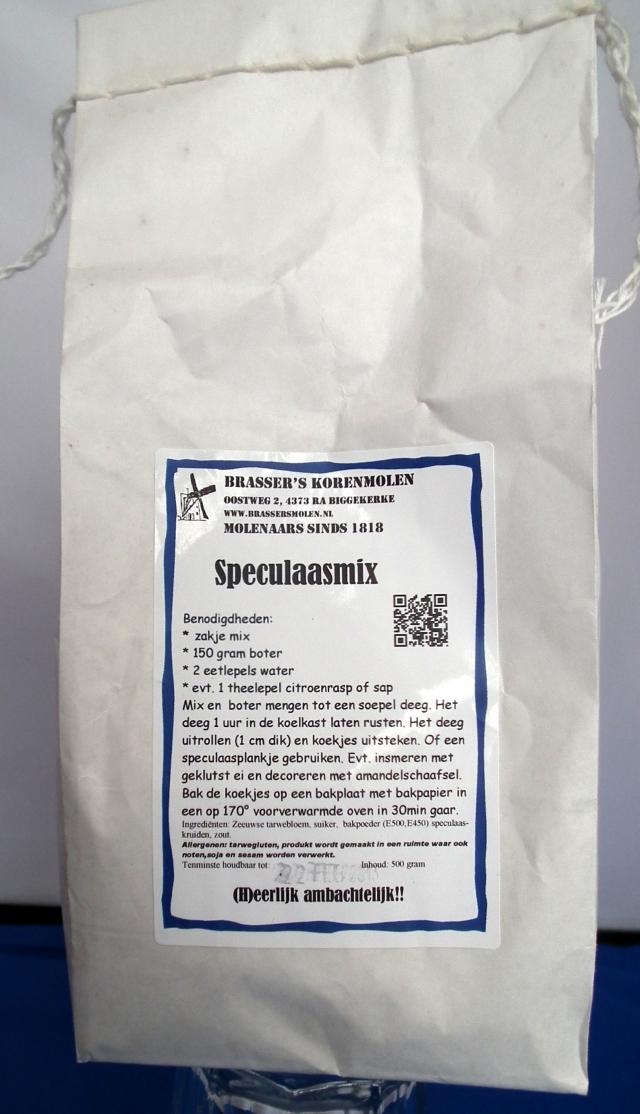 BRASSER'S KORENMOLEN
OOSTWEG 2, 4373 RA BIGGEKERKE
WWW.BRASSERSMOLEN.NL
MOLENAARS SINDS 1818
Speculaasmix
Benodigdheden:
* zakje mix
* 150 gram boter
* 2 eetlepels water
* evt. 1 theelepel citroenrasp of sap
Mix en boter mengen tot een soepel deeg. Het
deeg 1 uur in de koelkast laten rusten. Het deeg
uitrollen (1 cm dik) en koekjes uitsteken. Of een
speculaasplankje gebruiken. Evt. insmeren met
geklutst ei en decoreren met amandelschaafsel.
Bak de koekjes op een bakplaat met bakpapier in
een op 170° voorverwarmde oven in 30min gaar.
Ingrediënten: Zeeuwse tarwebloem, suiker, bakpoeder (E500,E450) speculaas-
kruiden, zout.
Allergenen: tarwegluten, produkt wordt gemaakt in een ruimte waar ook
noten,soja en sesam worden verwerkt.
Tenminste houdbaar tot: Inhoud: 500 gram
(H)eerlijk ambachtelijk!!